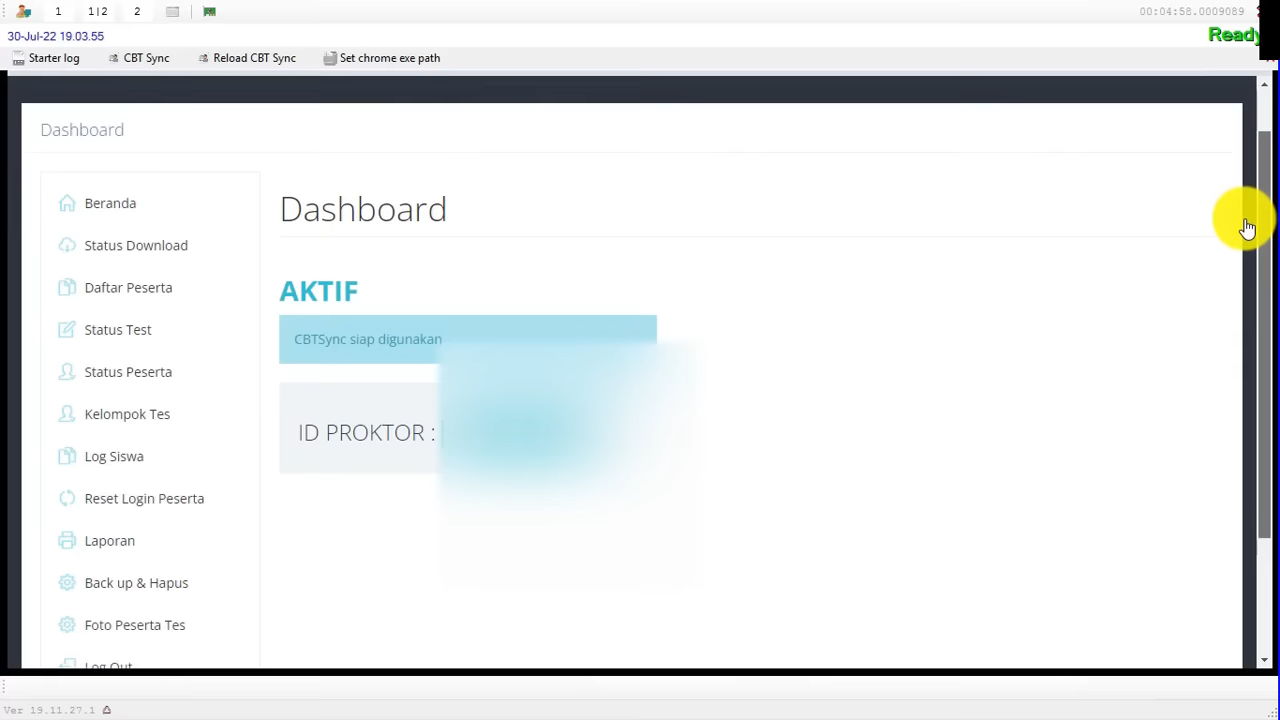 1 1|2 2 00:04:58.0009089
30-Jul-22 19.03.55 Ready
Starter log CBT Sync Reload CBT Sync Set chrome exe path
Dashboard
Beranda
Status Download
Daftar Peserta
Status Test
Status Peserta
Kelompok Tes
Log Siswa
Reset Login Peserta
Laporan
Back up & Hapus
Foto Peserta Tes
Log Out
Dashboard
AKTIF
CBTSync siap digunakan
ID PROKTOR :
Ver 19.11.27.1